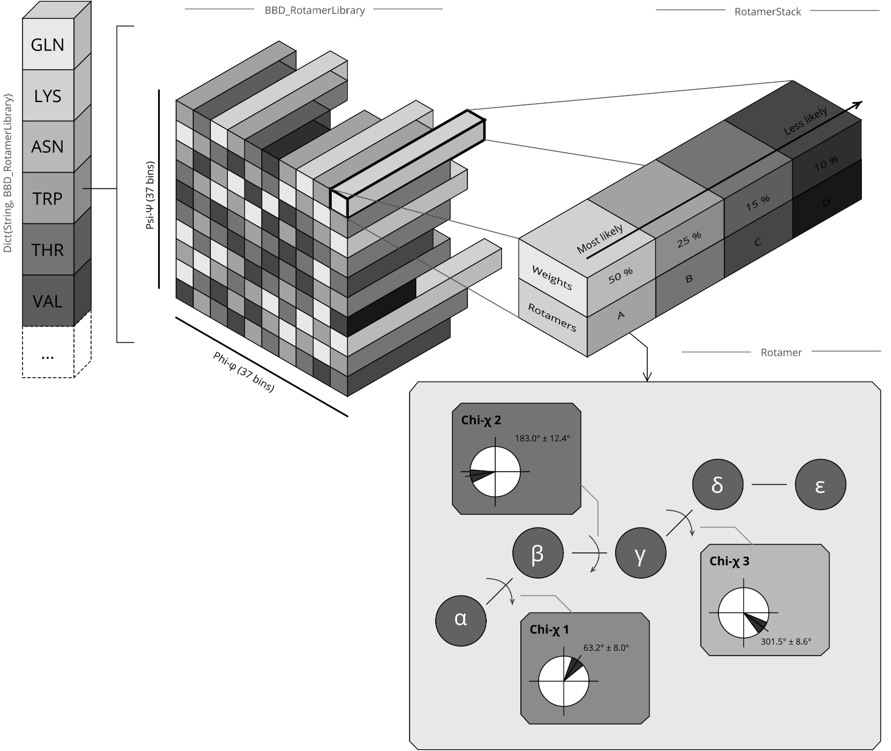 BBD_RotamerLibrary
RotamerStack
Dict(String, BBD_RotamerLibrary)
GLN
LYS
ASN
TRP
THR
VAL
...
Psi-Ψ (37 bins)
Phi-φ (37 bins)
Most likely
Less likely
Weights
50 %
25 %
15 %
10 %
Rotamers
A
B
C
D
Rotamer
Chi-χ 2
183.0° ± 12.4°
δ
ε
β
γ
Chi-χ 3
301.5° ± 8.6°
α
Chi-χ 1
63.2° ± 8.0°